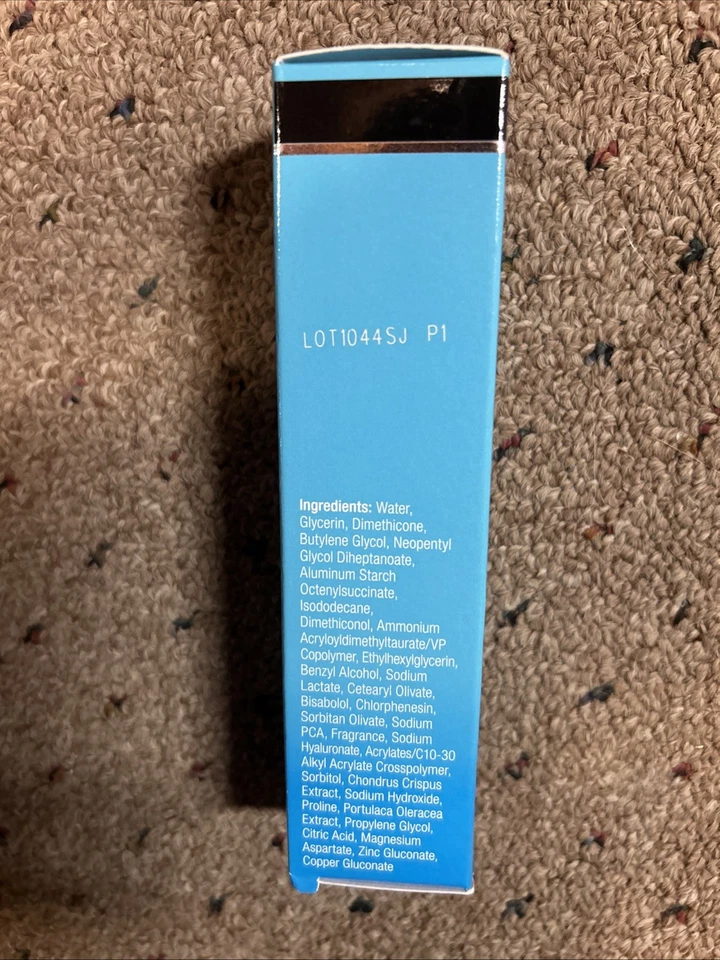 LOT1044SJ P1
Ingredients: Water,
Glycerin, Dimethicone,
Butylene Glycol, Neopentyl
Glycol Diheptanoate,
Aluminum Starch
Octenylsuccinate,
Isododecane,
Dimethiconol, Ammonium
Acryloyldimethyltaurate/VP
Copolymer, Ethylhexylglycerin,
Benzyl Alcohol, Sodium
Lactate, Cetearyl Olivate,
Bisabolol, Chlorphenesin,
Sorbitan Olivate, Sodium
PCA, Fragrance, Sodium
Hyaluronate, Acrylates/C10-30
Alkyl Acrylate Crosspolymer,
Sorbitol, Chondrus Crispus
Extract, Sodium Hydroxide,
Proline, Portulaca Oleracea
Extract, Propylene Glycol,
Citric Acid, Magnesium
Aspartate, Zinc Gluconate,
Copper Gluconate